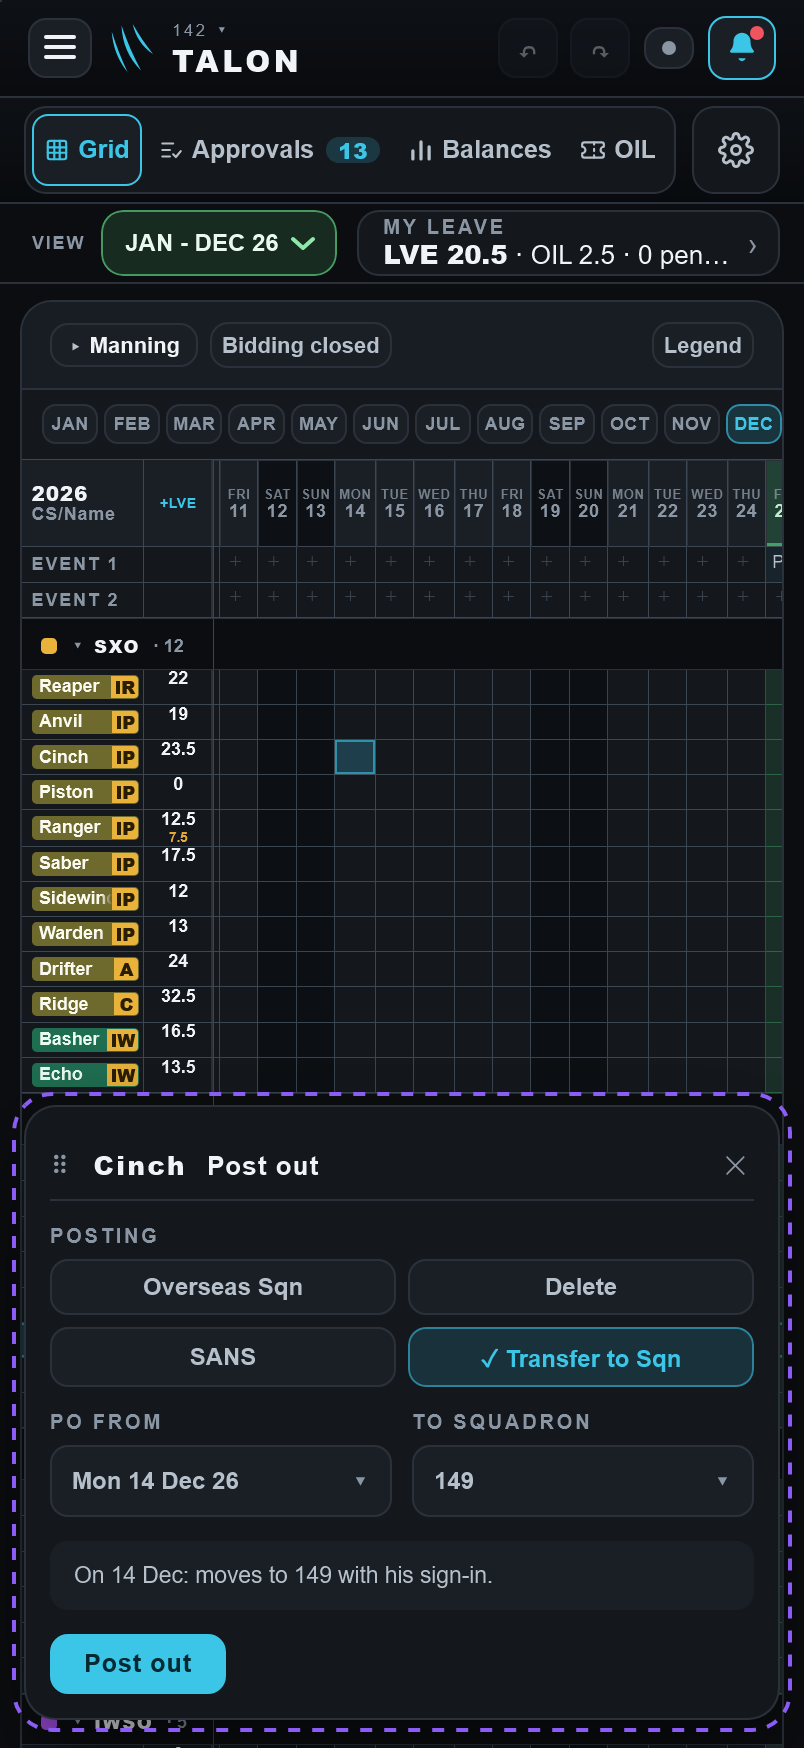 142 ▾
TALON
Grid
Approvals 13
Balances
OIL
VIEW
JAN - DEC 26
MY LEAVE
LVE 20.5 · OIL 2.5 · 0 pen…
▸ Manning
Bidding closed
Legend
JAN FEB MAR APR MAY JUN JUL AUG SEP OCT NOV DEC
2026
CS/Name
+LVE
FRI 11
SAT 12
SUN 13
MON 14
TUE 15
WED 16
THU 17
FRI 18
SAT 19
SUN 20
MON 21
TUE 22
WED 23
THU 24
EVENT 1 + + + + + + + + + + + + + + P
EVENT 2 + + + + + + + + + + + + + + +
▾ SXO · 12
Reaper IR 22
Anvil IP 19
Cinch IP 23.5
Piston IP 0
Ranger IP 12.5
7.5
Saber IP 17.5
Sidewin IP 12
Warden IP 13
Drifter A 24
Ridge C 32.5
Basher IW 16.5
Echo IW 13.5
Cinch Post out
POSTING
Overseas Sqn
Delete
SANS
✓ Transfer to Sqn
PO FROM
TO SQUADRON
Mon 14 Dec 26 ▾
149 ▾
On 14 Dec: moves to 149 with his sign-in.
Post out